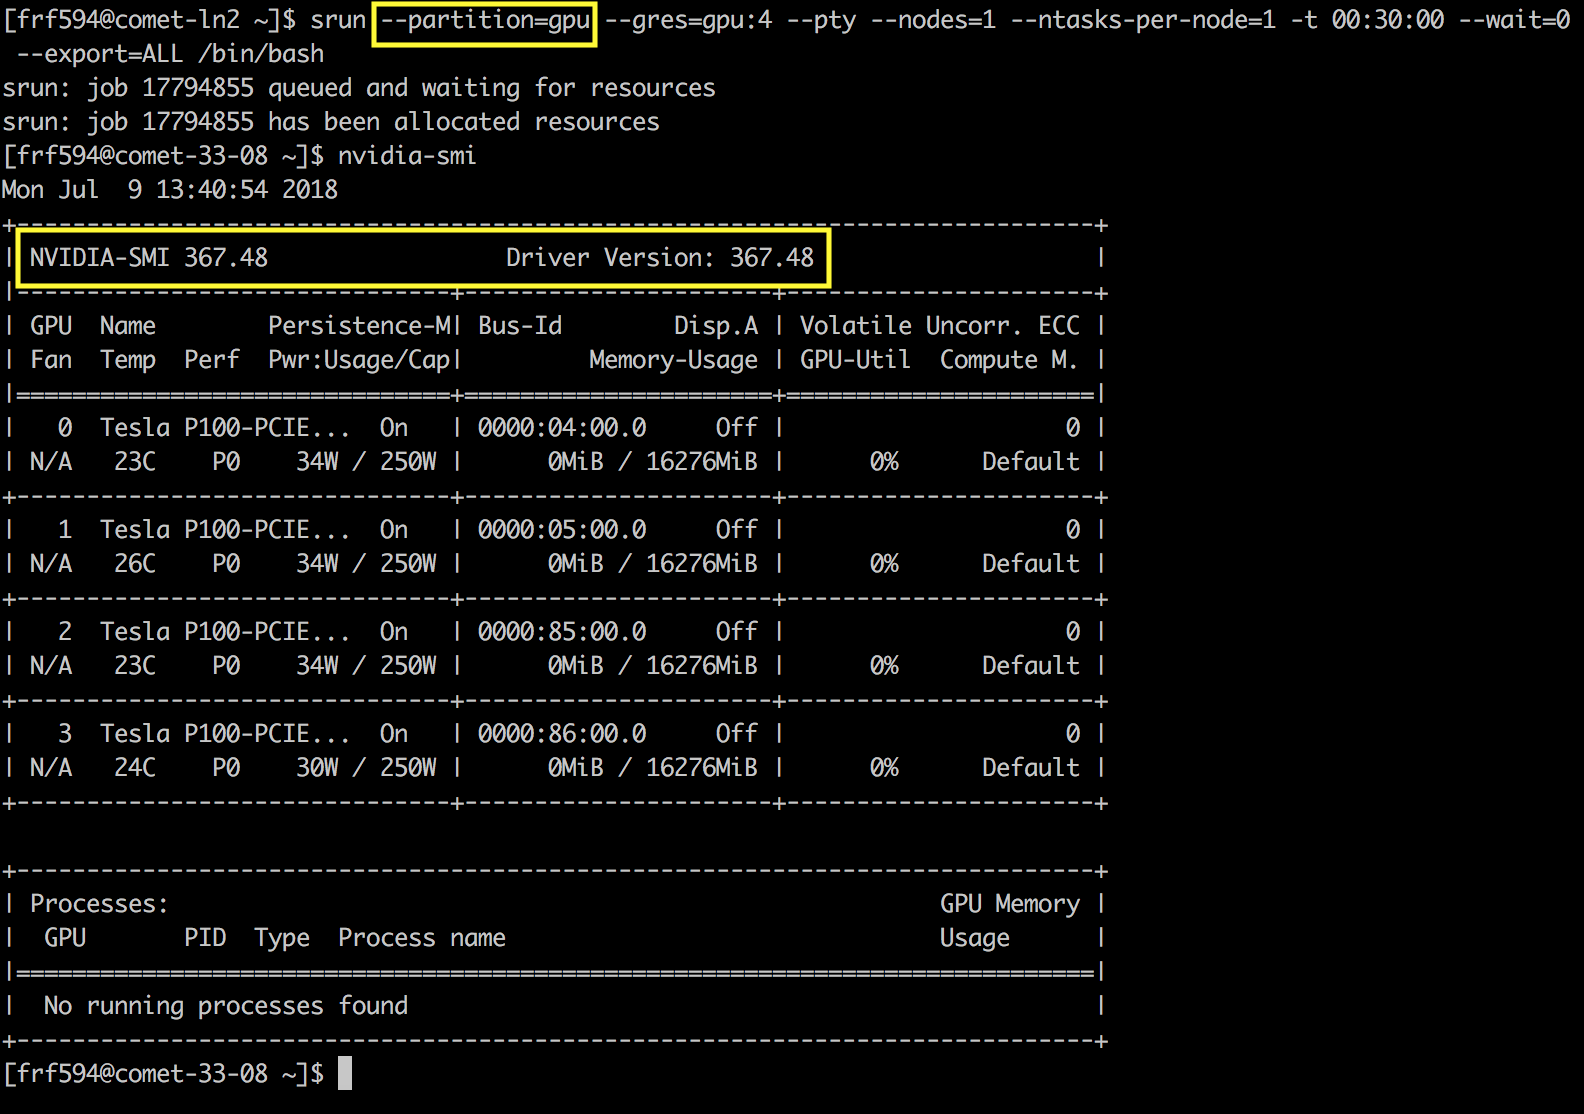 [frf594@comet-ln2 ~]$ srun --partition=gpu --gres=gpu:4 --pty --nodes=1 --ntasks-per-node=1 -t 00:30:00 --wait=0
 --export=ALL /bin/bash
srun: job 17794855 queued and waiting for resources
srun: job 17794855 has been allocated resources
[frf594@comet-33-08 ~]$ nvidia-smi
Mon Jul  9 13:40:54 2018
+-----------------------------------------------------------------------------+
| NVIDIA-SMI 367.48                 Driver Version: 367.48                    |
|-------------------------------+----------------------+----------------------+
| GPU  Name        Persistence-M| Bus-Id        Disp.A | Volatile Uncorr. ECC |
| Fan  Temp  Perf  Pwr:Usage/Cap|         Memory-Usage | GPU-Util  Compute M. |
|===============================+======================+======================|
|   0  Tesla P100-PCIE...  On   | 0000:04:00.0     Off |                    0 |
| N/A   23C    P0    34W / 250W |      0MiB / 16276MiB |      0%      Default |
+-------------------------------+----------------------+----------------------+
|   1  Tesla P100-PCIE...  On   | 0000:05:00.0     Off |                    0 |
| N/A   26C    P0    34W / 250W |      0MiB / 16276MiB |      0%      Default |
+-------------------------------+----------------------+----------------------+
|   2  Tesla P100-PCIE...  On   | 0000:85:00.0     Off |                    0 |
| N/A   23C    P0    34W / 250W |      0MiB / 16276MiB |      0%      Default |
+-------------------------------+----------------------+----------------------+
|   3  Tesla P100-PCIE...  On   | 0000:86:00.0     Off |                    0 |
| N/A   24C    P0    30W / 250W |      0MiB / 16276MiB |      0%      Default |
+-------------------------------+----------------------+----------------------+

+-----------------------------------------------------------------------------+
| Processes:                                                       GPU Memory |
|  GPU       PID  Type  Process name                               Usage      |
|=============================================================================|
|  No running processes found                                                 |
+-----------------------------------------------------------------------------+
[frf594@comet-33-08 ~]$